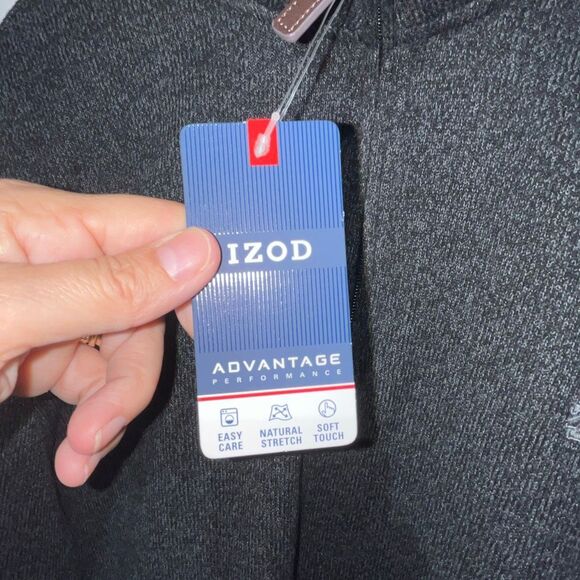 IZOD
ADVANTAGE
PERFORMANCE
EASY CARE
NATURAL STRETCH
SOFT TOUCH